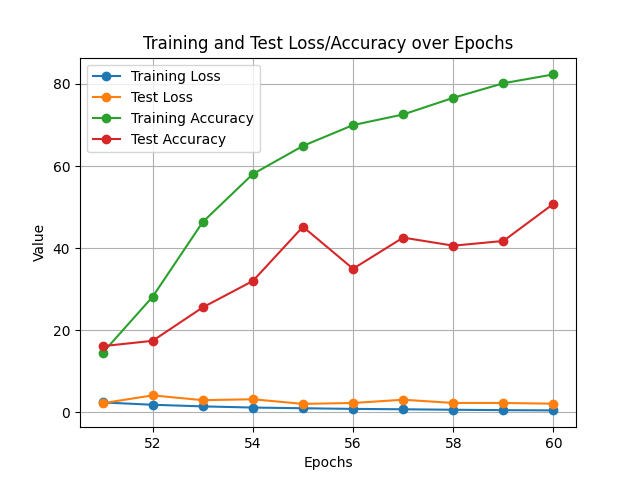 Training and Test Loss/Accuracy over Epochs
Training Loss
Test Loss
Training Accuracy
Test Accuracy
80
60
40
20
0
Value
52 54 56 58 60
Epochs